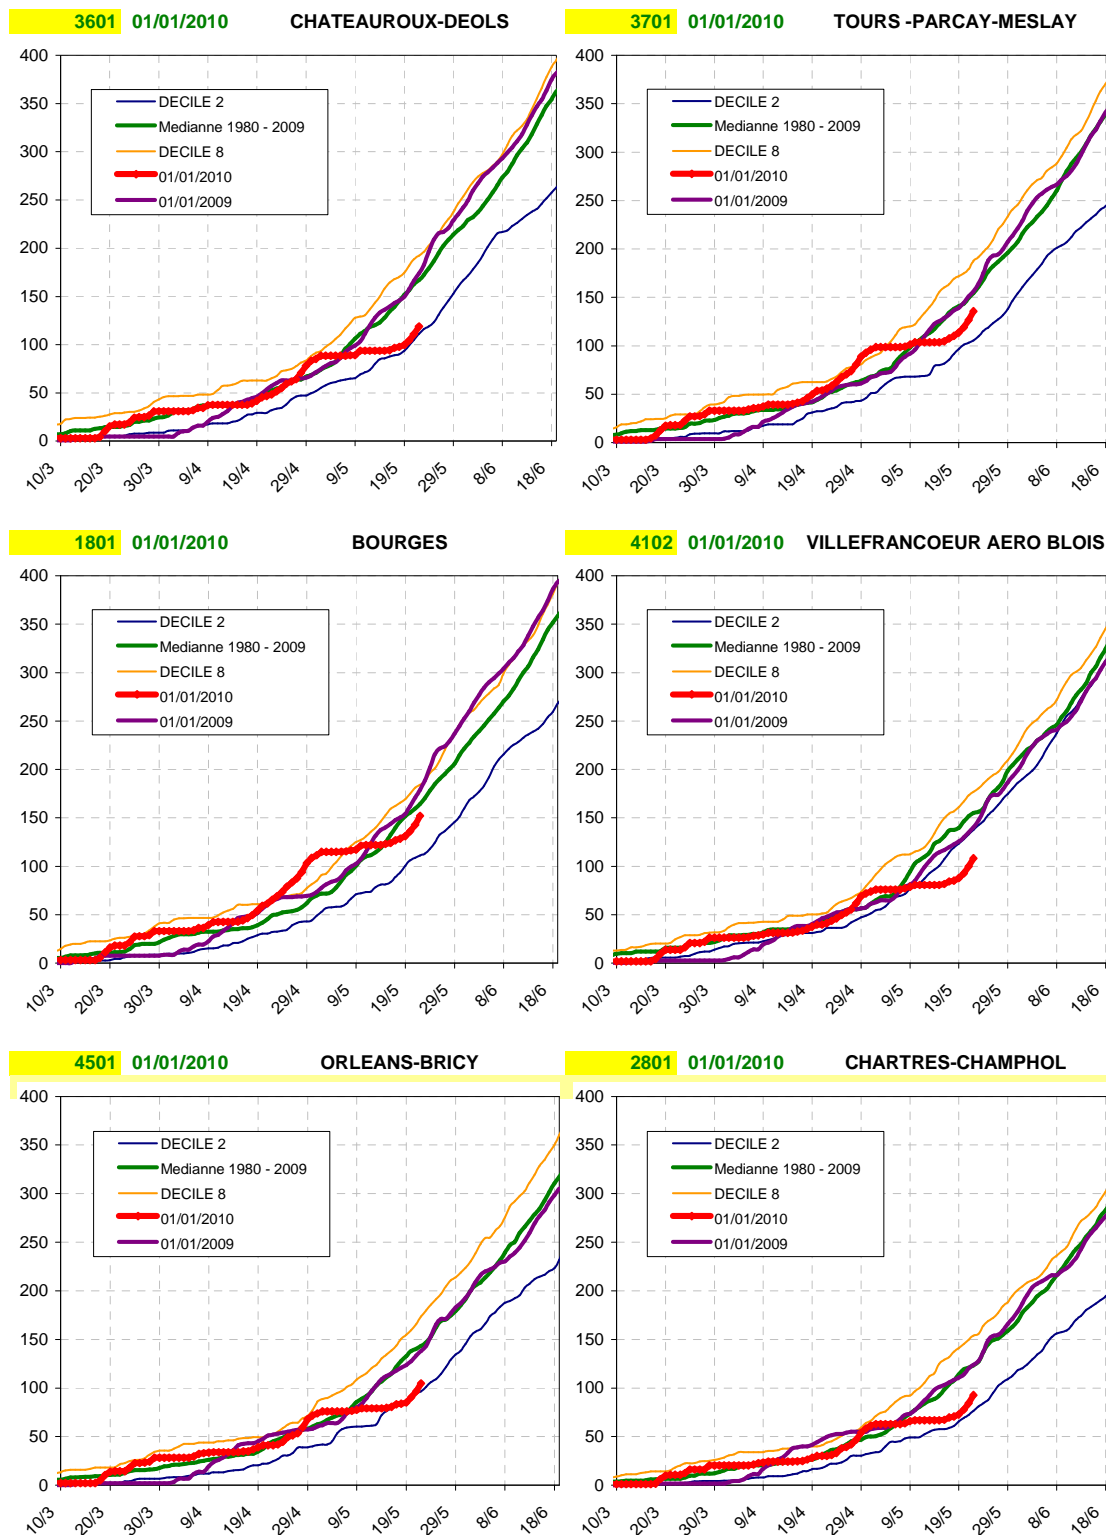 3601 01/01/2010 CHATEAUROUX-DEOLS
400
350
300
250
200
150
100
50
0
DECILE 2
Medianne 1980 - 2009
DECILE 8
01/01/2010
01/01/2009
10/3 20/3 30/3 9/4 19/4 29/4 9/5 19/5 29/5 8/6 18/6
3701 01/01/2010 TOURS -PARCAY-MESLAY
400
350
300
250
200
150
100
50
0
DECILE 2
Medianne 1980 - 2009
DECILE 8
01/01/2010
01/01/2009
10/3 20/3 30/3 9/4 19/4 29/4 9/5 19/5 29/5 8/6 18/6
1801 01/01/2010 BOURGES
400
350
300
250
200
150
100
50
0
DECILE 2
Medianne 1980 - 2009
DECILE 8
01/01/2010
01/01/2009
10/3 20/3 30/3 9/4 19/4 29/4 9/5 19/5 29/5 8/6 18/6
4102 01/01/2010 VILLEFRANCOEUR AERO BLOIS
400
350
300
250
200
150
100
50
0
DECILE 2
Medianne 1980 - 2009
DECILE 8
01/01/2010
01/01/2009
10/3 20/3 30/3 9/4 19/4 29/4 9/5 19/5 29/5 8/6 18/6
4501 01/01/2010 ORLEANS-BRICY
400
350
300
250
200
150
100
50
0
DECILE 2
Medianne 1980 - 2009
DECILE 8
01/01/2010
01/01/2009
10/3 20/3 30/3 9/4 19/4 29/4 9/5 19/5 29/5 8/6 18/6
2801 01/01/2010 CHARTRES-CHAMPHOL
400
350
300
250
200
150
100
50
0
DECILE 2
Medianne 1980 - 2009
DECILE 8
01/01/2010
01/01/2009
10/3 20/3 30/3 9/4 19/4 29/4 9/5 19/5 29/5 8/6 18/6